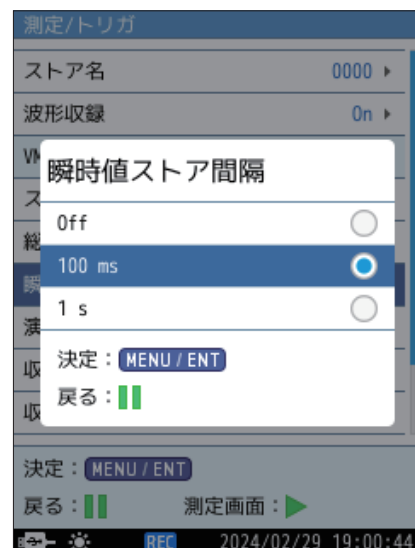 測定/トリガ
ストア名 0000
波形収録 On
瞬時値ストア間隔
Off
100 ms
1 s
決定：MENU/ENT
戻る：
決定：MENU/ENT
戻る： 測定画面：
REC 2024/02/29 19:00:44